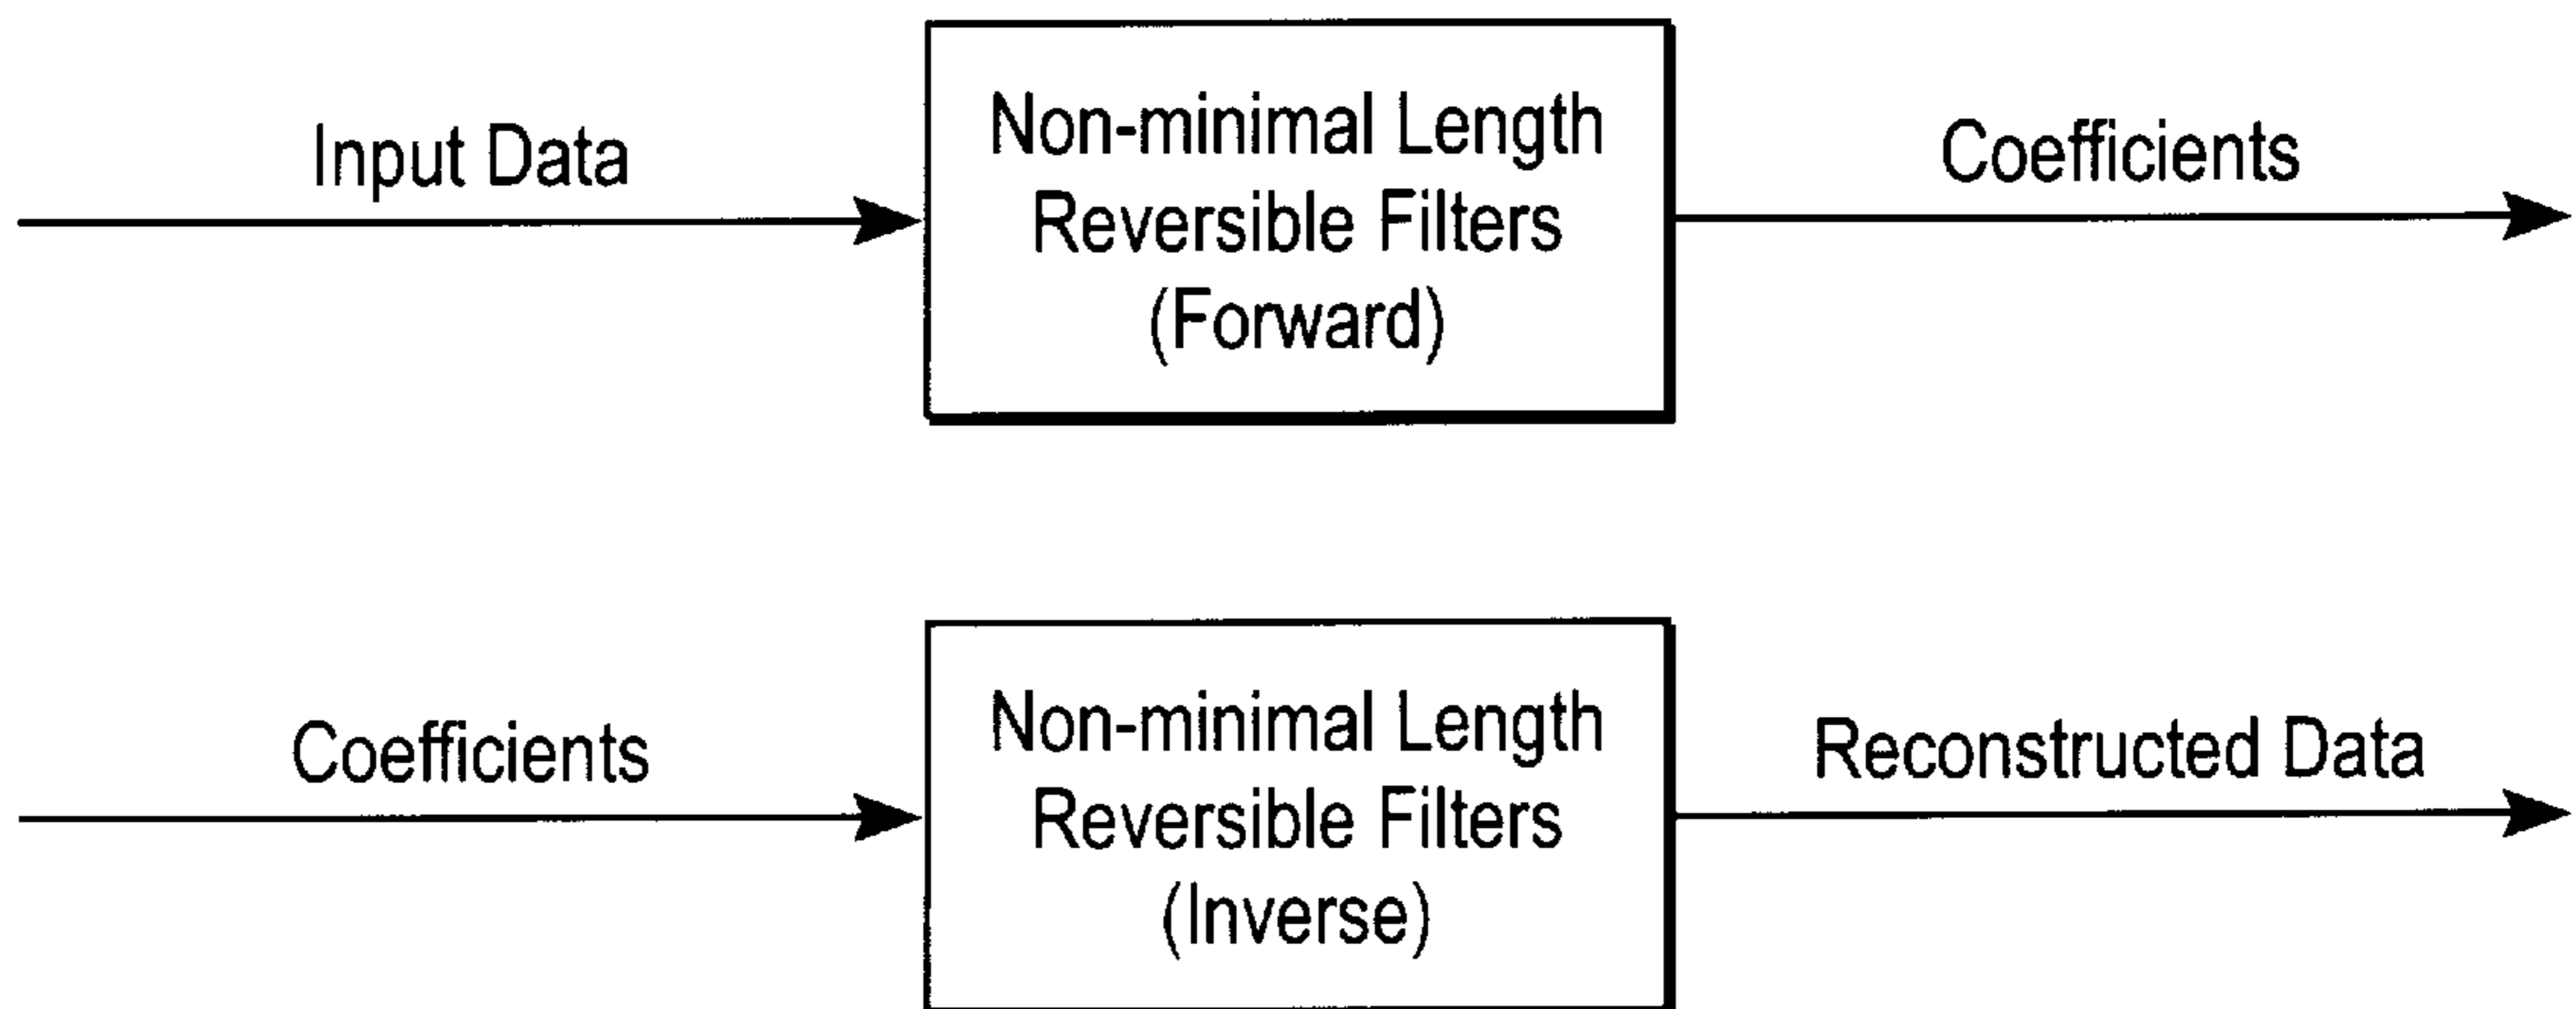 Input Data
Non-minimal Length
Reversible Filters
(Forward)
Coefficients
Coefficients
Non-minimal Length
Reversible Filters
(Inverse)
Reconstructed Data